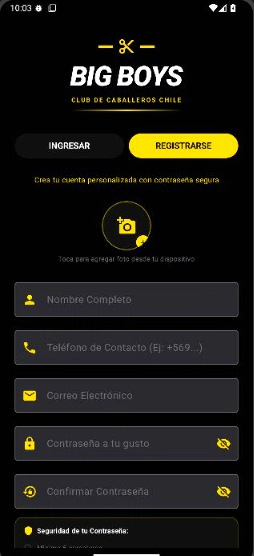 10:03
BIG BOYS
CLUB DE CABALLEROS CHILE
INGRESAR
REGISTRARSE
Crea tu cuenta personalizada con contraseña segura
Toca para agregar foto desde tu dispositivo
Nombre Completo
Teléfono de Contacto (Ej: +569...)
Correo Electrónico
Contraseña a tu gusto
Confirmar Contraseña
Seguridad de tu Contraseña: